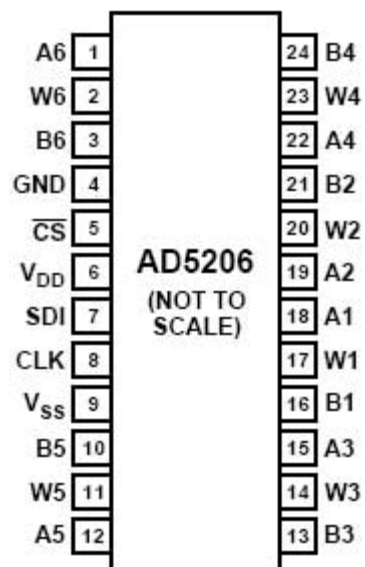 A6 1 24 B4
W6 2 23 W4
B6 3 22 A4
GND 4 21 B2
C̅S̅ 5 20 W2
VDD 6 AD5206 19 A2
SDI 7 (NOT TO 18 A1
SCALE)
CLK 8 17 W1
VSS 9 16 B1
B5 10 15 A3
W5 11 14 W3
A5 12 13 B3